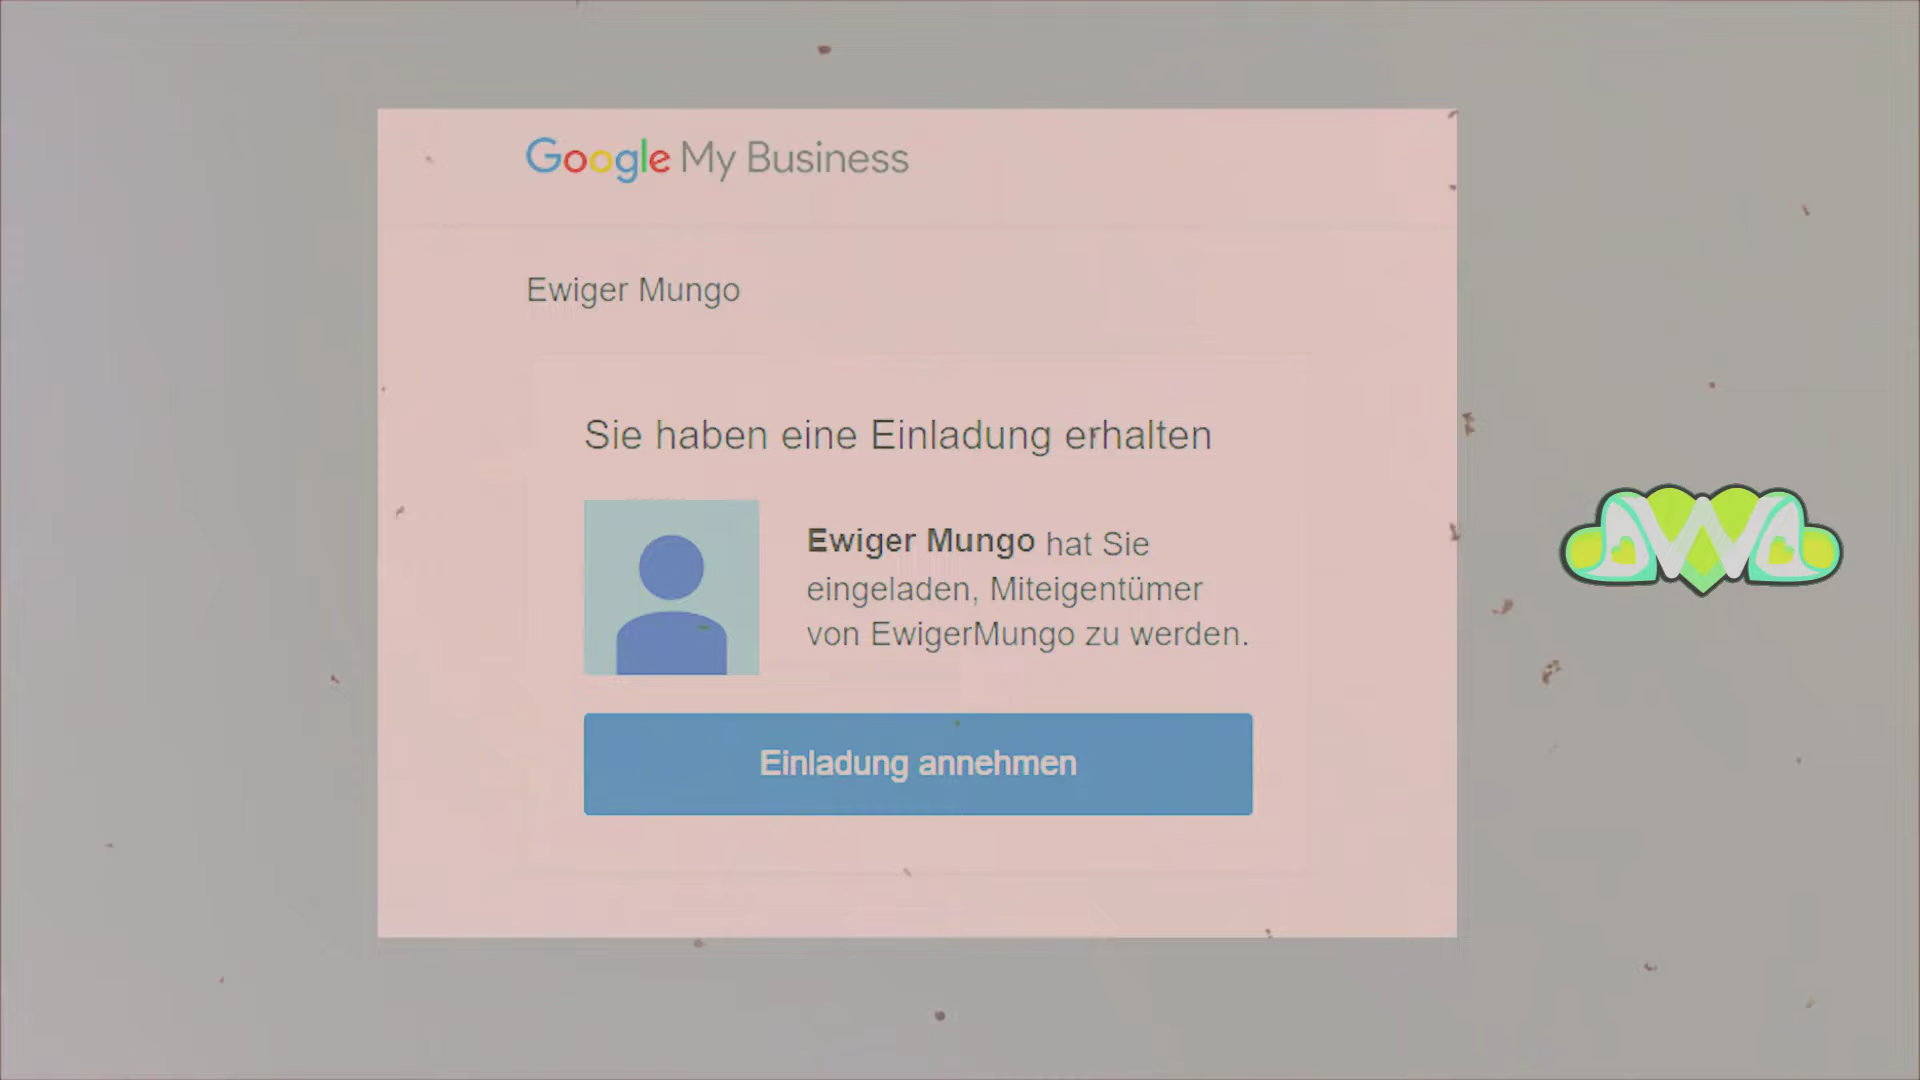 Google My Business
Ewiger Mungo
Sie haben eine Einladung erhalten
Ewiger Mungo hat Sie
eingeladen, Miteigentümer
von EwigerMungo zu werden.
Einladung annehmen